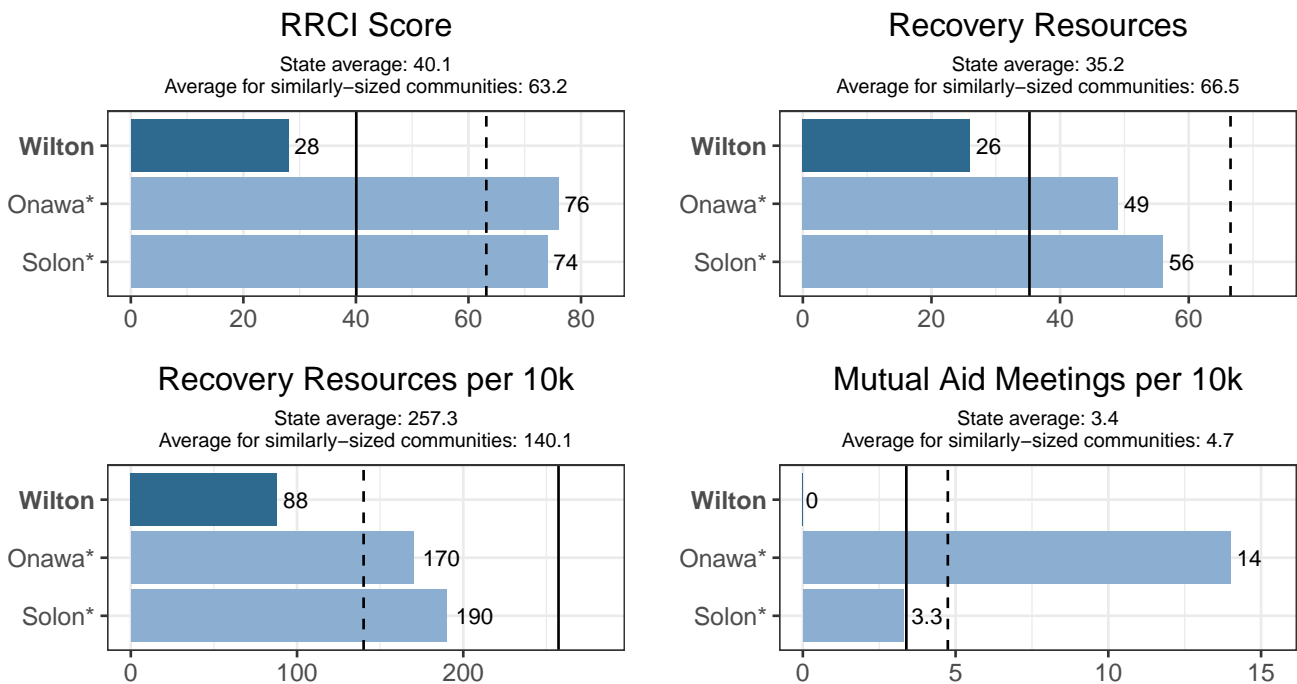 RRCI Score
State average: 40.1
Average for similarly−sized communities: 63.2
Wilton 28
Onawa* 76
Solon* 74
0 20 40 60 80
Recovery Resources
State average: 35.2
Average for similarly−sized communities: 66.5
Wilton 26
Onawa* 49
Solon* 56
0 20 40 60
Recovery Resources per 10k
State average: 257.3
Average for similarly−sized communities: 140.1
Wilton 88
Onawa* 170
Solon* 190
0 100 200
Mutual Aid Meetings per 10k
State average: 3.4
Average for similarly−sized communities: 4.7
Wilton 0
Onawa* 14
Solon* 3.3
0 5 10 15